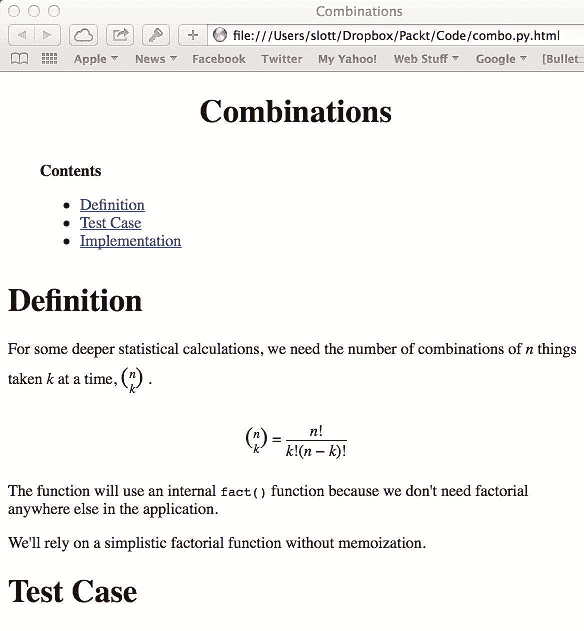 Combinations
file:///Users/slott/Dropbox/Packt/Code/combo.py.html
Apple ▾ News ▾ Facebook Twitter My Yahoo! Web Stuff ▾ Google ▾ [Bullet
Combinations
Contents
• Definition
• Test Case
• Implementation
Definition
For some deeper statistical calculations, we need the number of combinations of n things
taken k at a time, (n k) .
(n k) = n! / k!(n − k)!
The function will use an internal fact() function because we don't need factorial
anywhere else in the application.
We'll rely on a simplistic factorial function without memoization.
Test Case